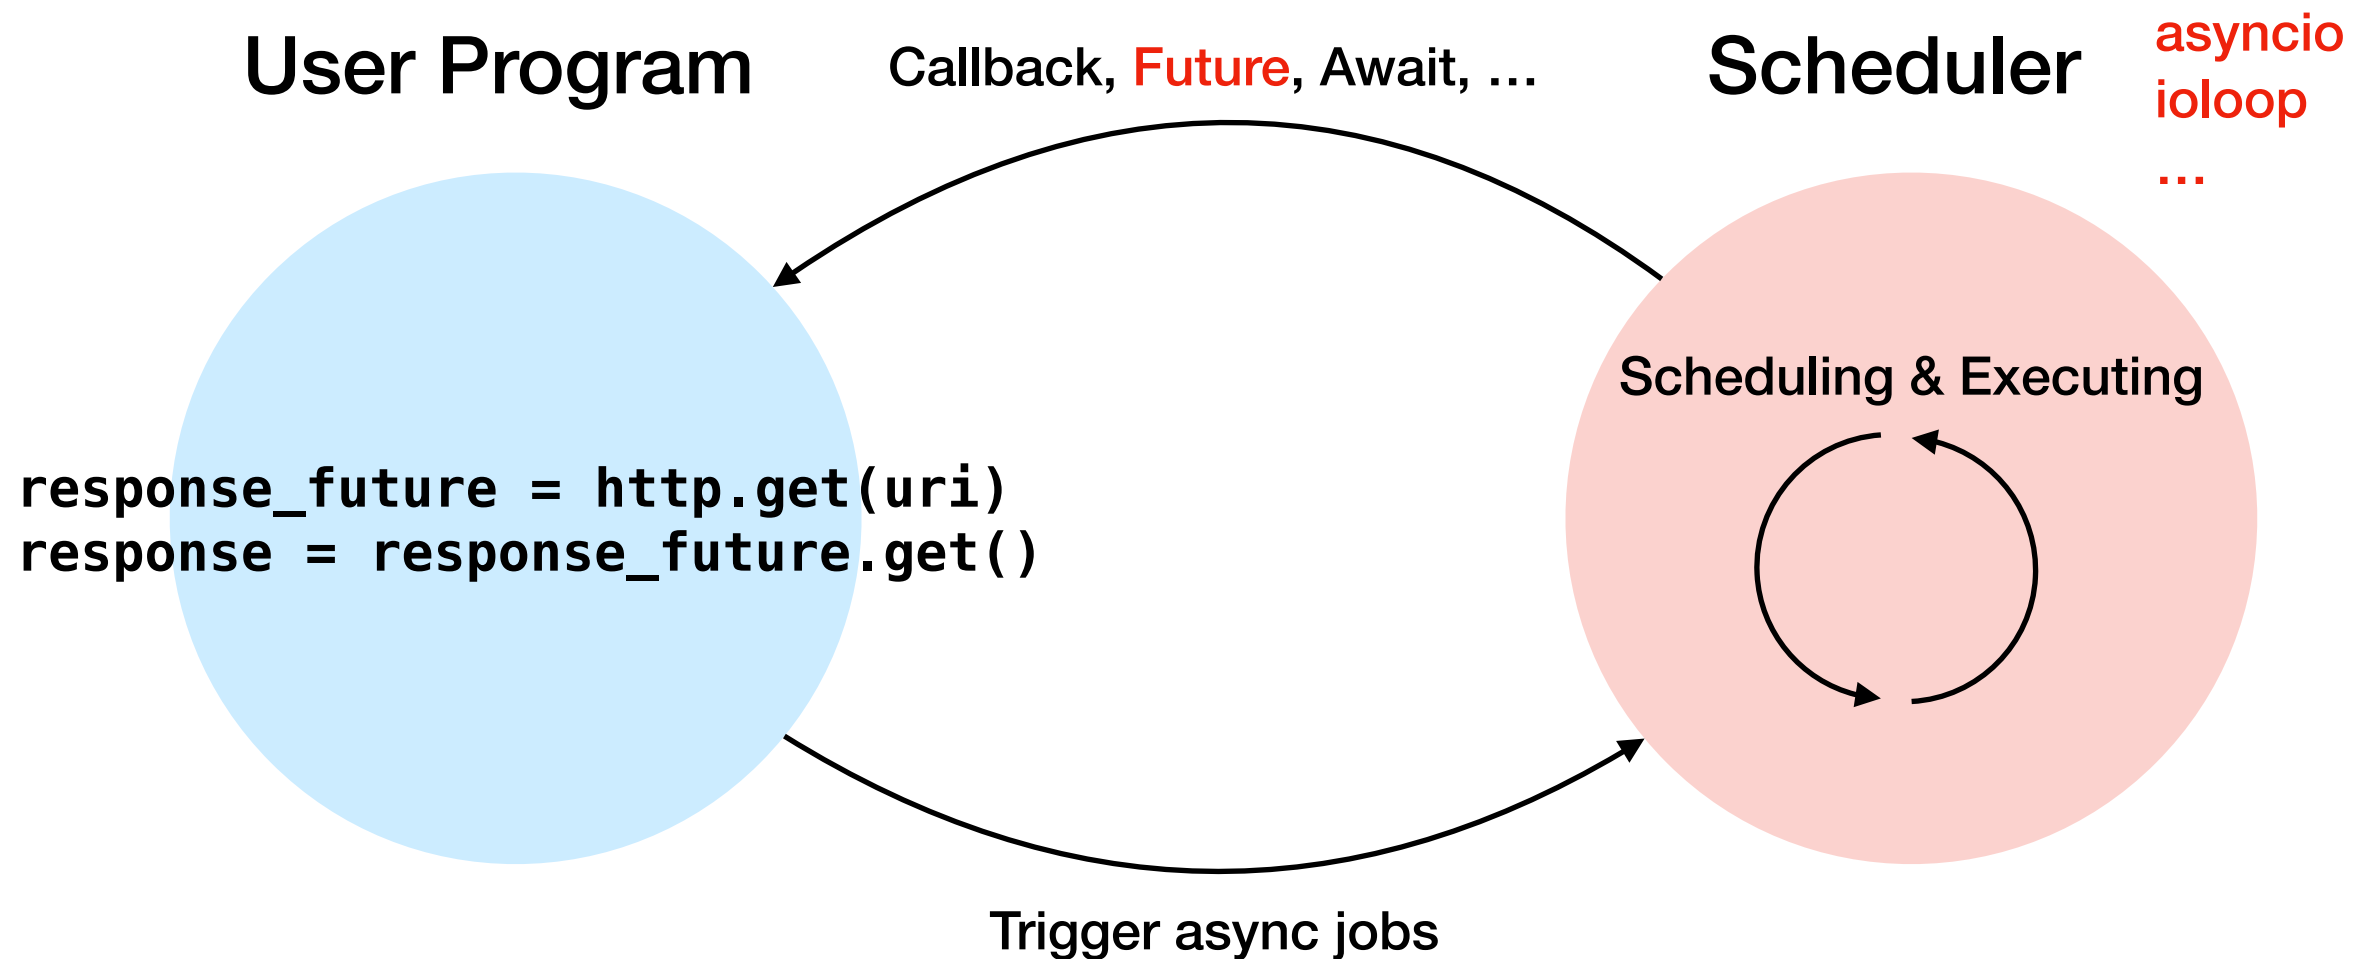 User Program
Callback, Future, Await, ...
Scheduler
asyncio
ioloop
...
Scheduling & Executing
response_future = http.get(uri)
response = response_future.get()
Trigger async jobs